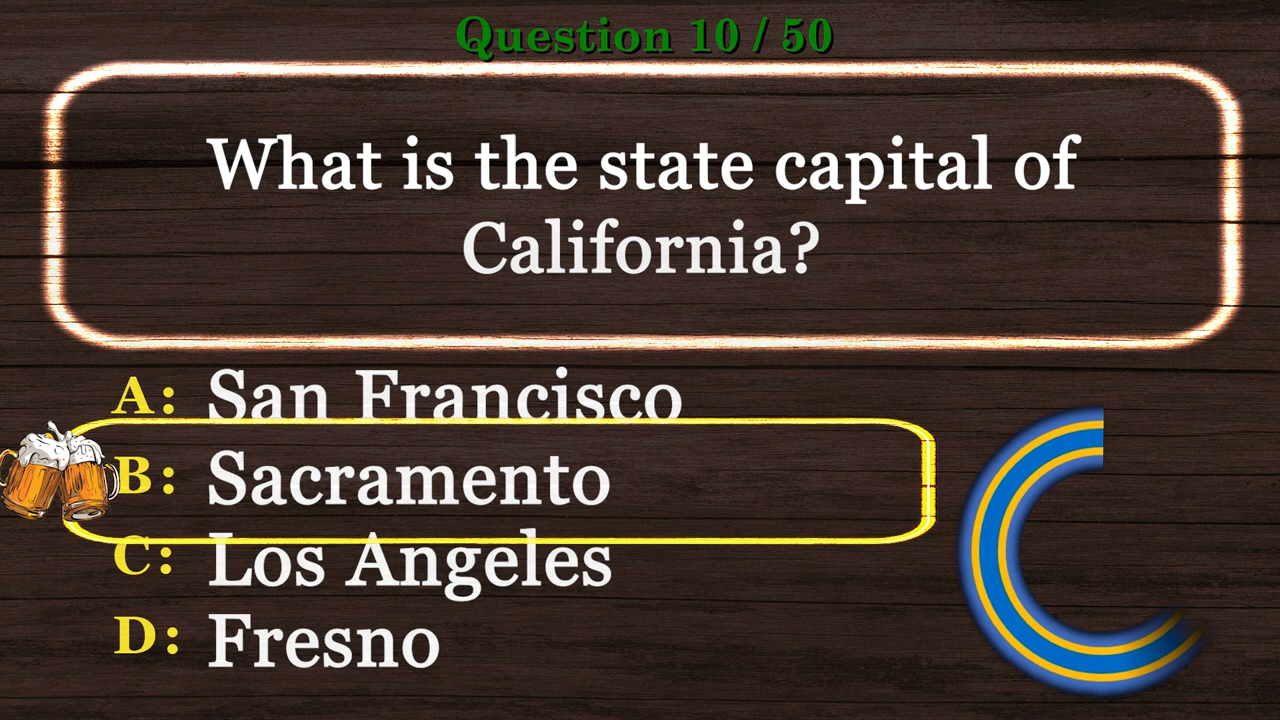 Question 10 / 50
What is the state capital of
California?
A: San Francisco
B: Sacramento
C: Los Angeles
D: Fresno